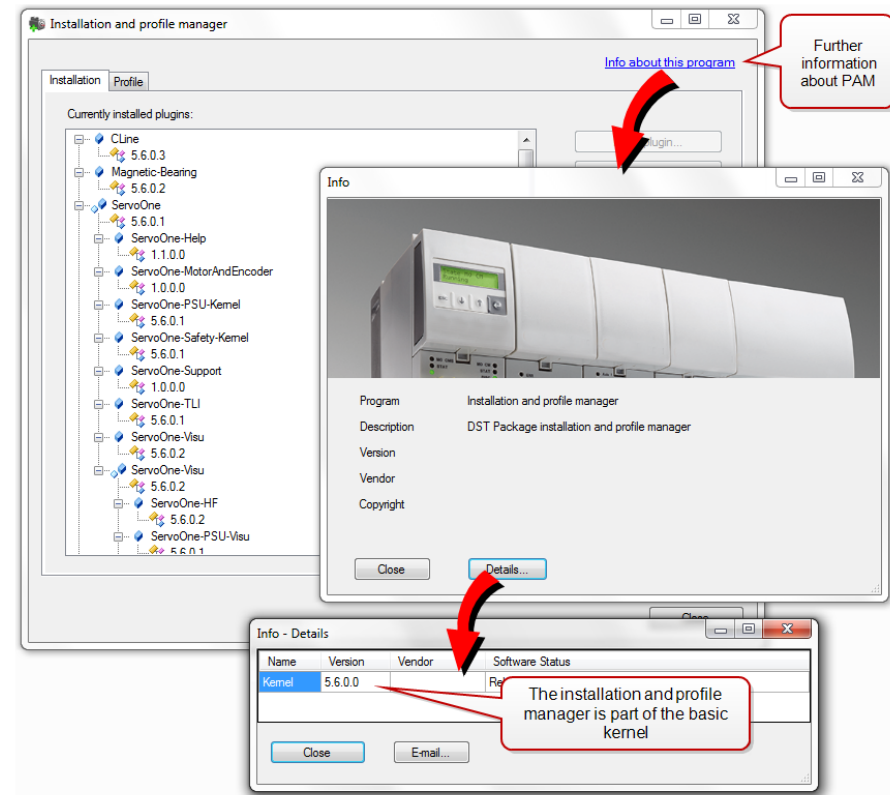 Installation and profile manager
Info about this program
Further
information
about PAM
Installation
Profile
Currently installed plugins:
CLine
5.6.0.3
Magnetic-Bearing
5.6.0.2
ServoOne
5.6.0.1
ServoOne-Help
1.1.0.0
ServoOne-MotorAndEncoder
1.0.0.0
ServoOne-PSU-Kernel
5.6.0.1
ServoOne-Safety-Kernel
5.6.0.1
ServoOne-Support
1.0.0.0
ServoOne-TLI
5.6.0.1
ServoOne-Visu
5.6.0.2
ServoOne-Visu
5.6.0.2
ServoOne-HF
5.6.0.2
ServoOne-PSU-Visu
5.6.0.1
plugin...
Info
Program Installation and profile manager
Description DST Package installation and profile manager
Version
Vendor
Copyright
Close Details...
Close
Info - Details
Name Version Vendor Software Status
Kernel 5.6.0.0
The installation and profile
manager is part of the basic
kernel
Close E-mail...